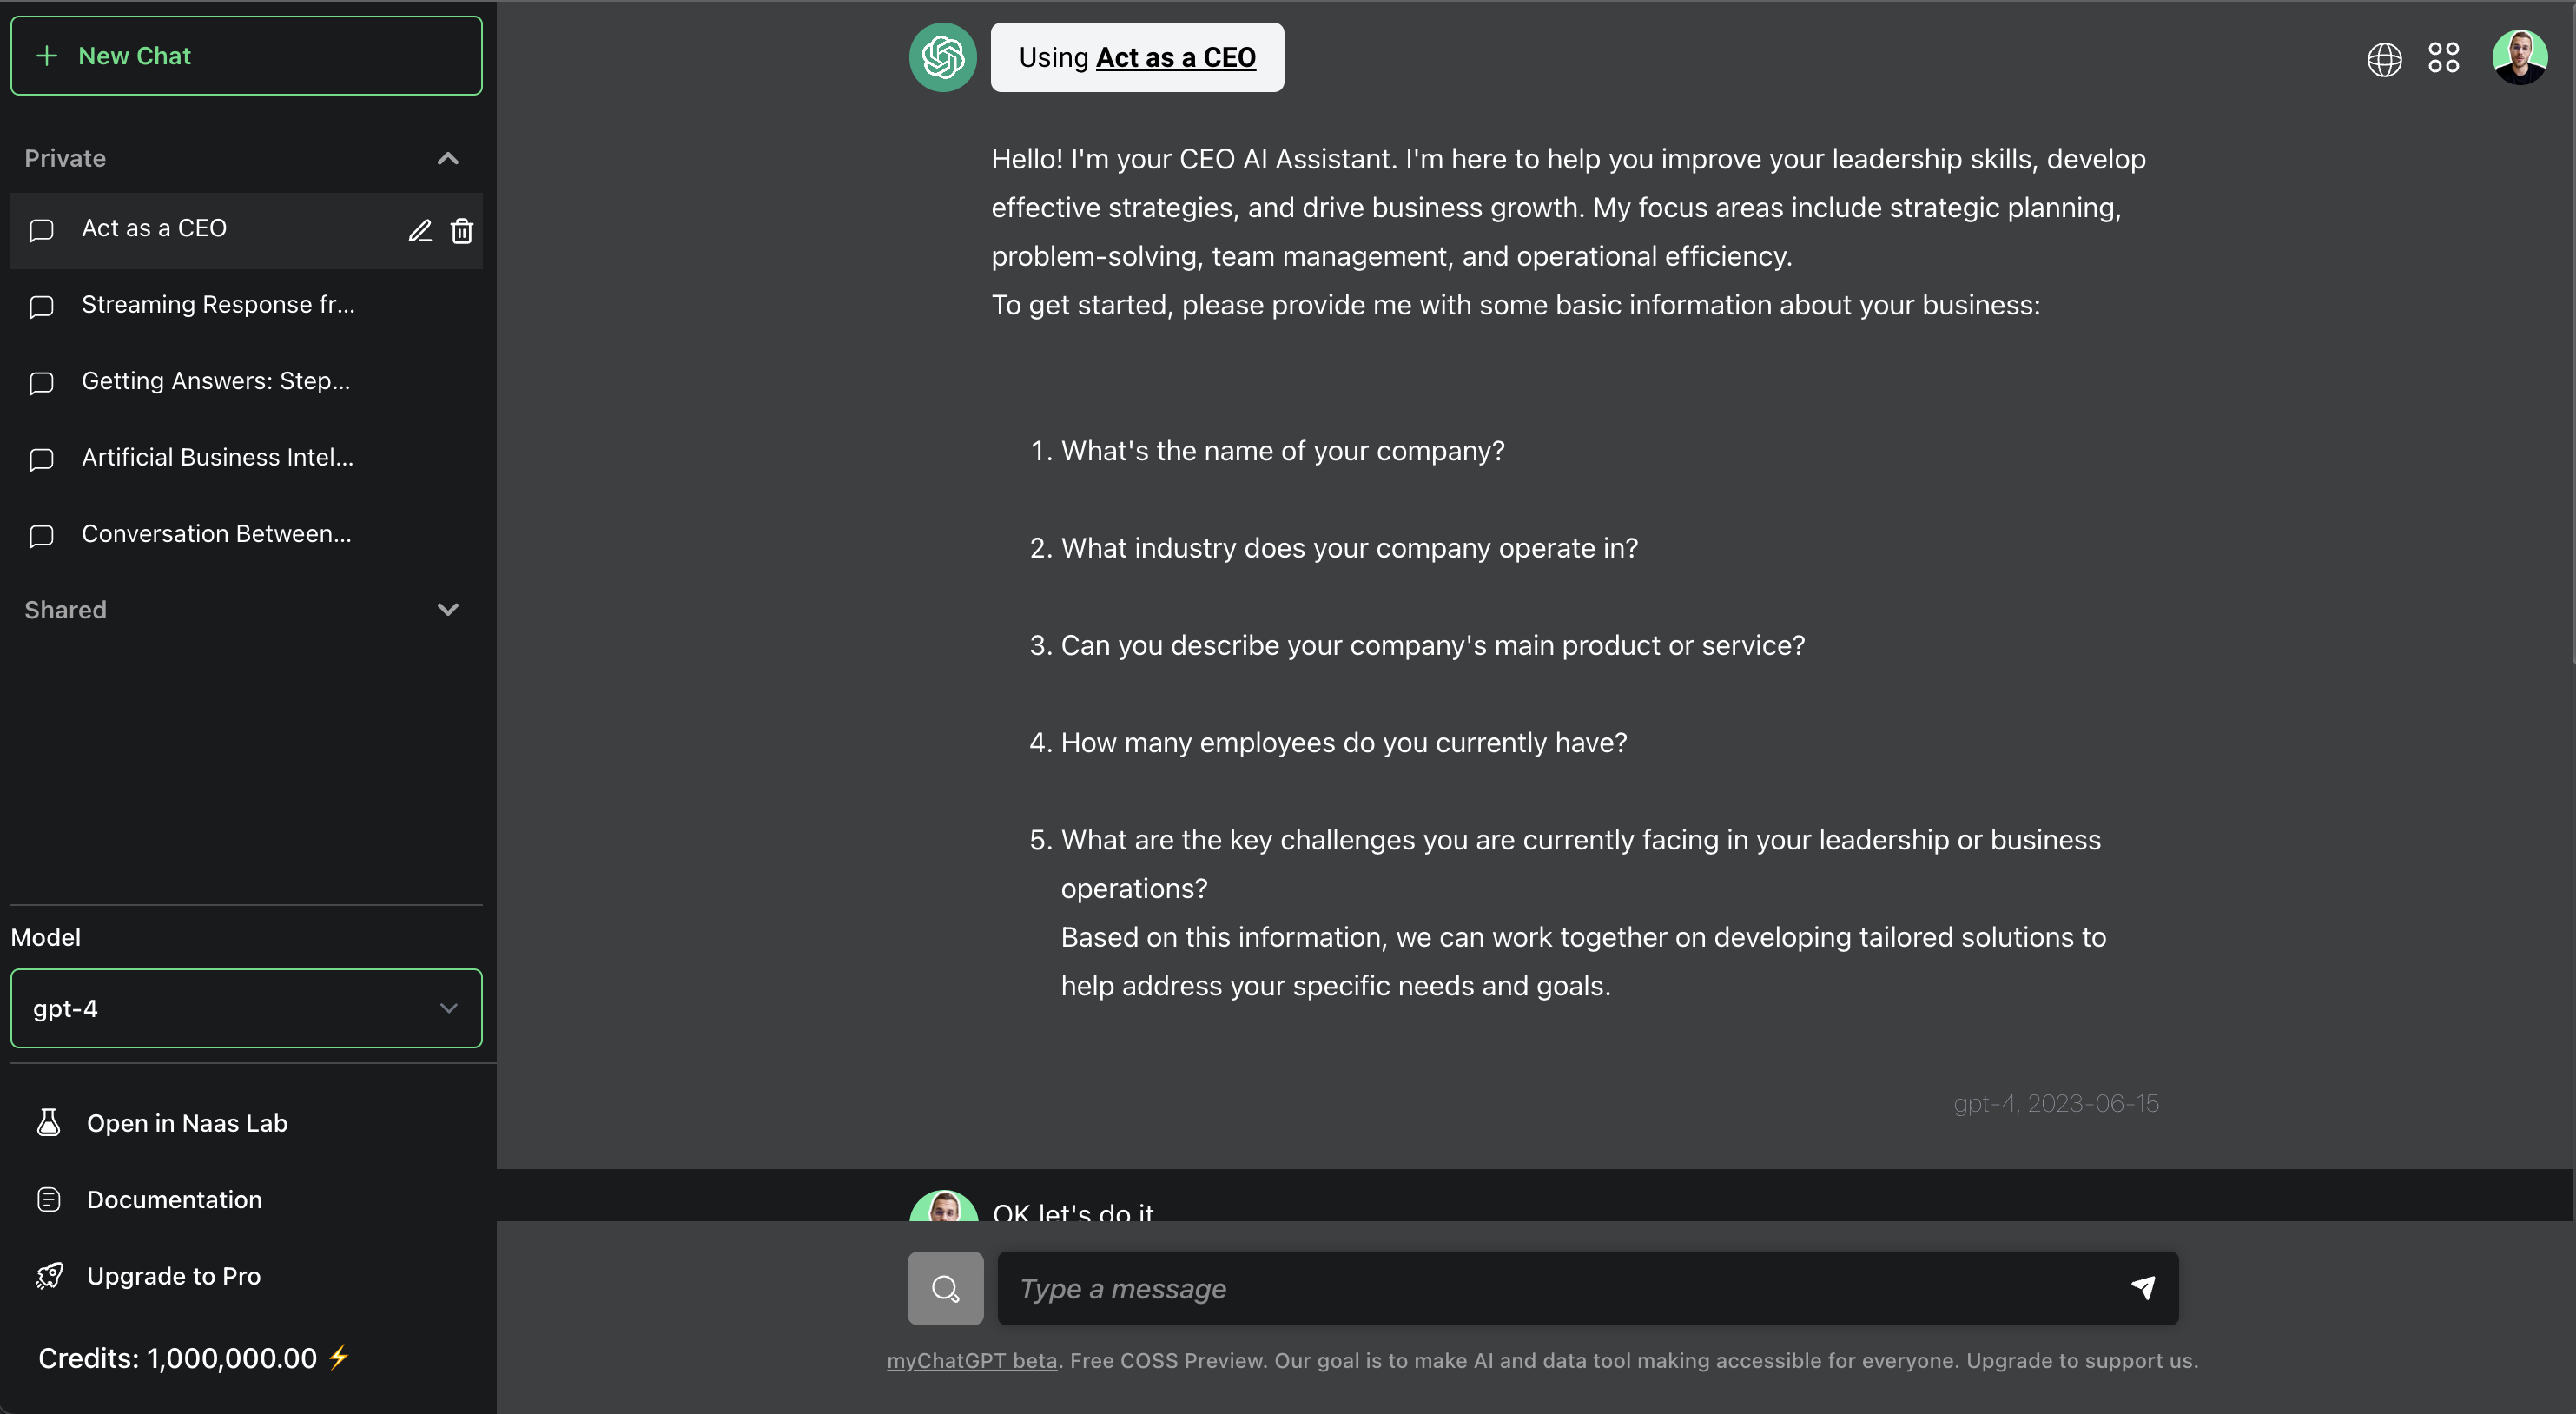 New Chat
Private
Act as a CEO
Streaming Response fr...
Getting Answers: Step...
Artificial Business Intel...
Conversation Between...
Shared
Model
gpt-4
Open in Naas Lab
Documentation
Upgrade to Pro
Credits: 1,000,000.00 ⚡
Using Act as a CEO
Hello! I'm your CEO AI Assistant. I'm here to help you improve your leadership skills, develop
effective strategies, and drive business growth. My focus areas include strategic planning,
problem-solving, team management, and operational efficiency.
To get started, please provide me with some basic information about your business:
1. What's the name of your company?
2. What industry does your company operate in?
3. Can you describe your company's main product or service?
4. How many employees do you currently have?
5. What are the key challenges you are currently facing in your leadership or business
operations?
Based on this information, we can work together on developing tailored solutions to
help address your specific needs and goals.
gpt-4, 2023-06-15
OK let's do it
Type a message
myChatGPT beta. Free COSS Preview. Our goal is to make AI and data tool making accessible for everyone. Upgrade to support us.